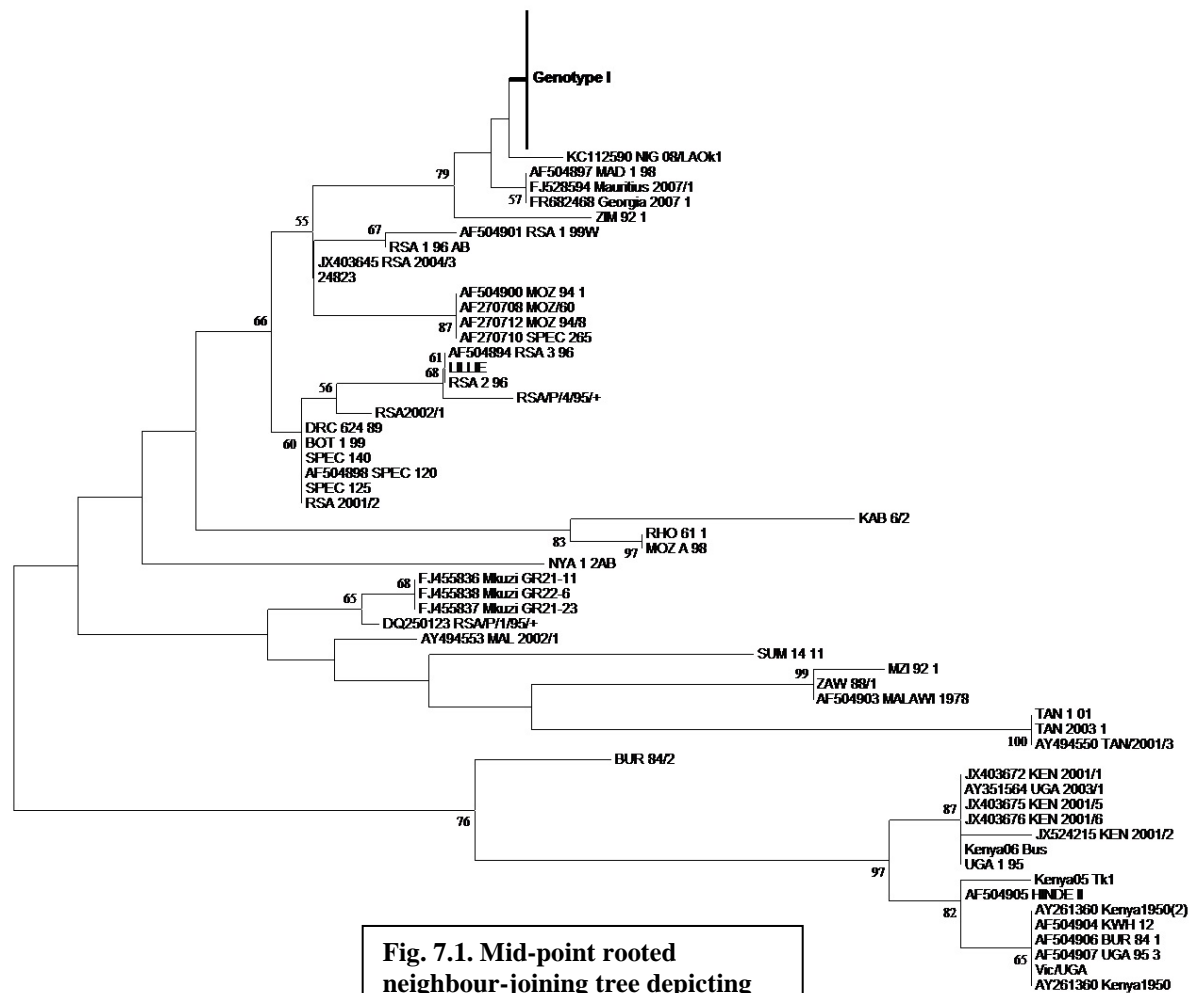 Genotype I
KC112590 NIG 08/LAOk1
79
AF504897 MAD 1 98
FJ528594 Mauritius 2007/1
57
FR682468 Georgia 2007 1
ZIM 92 1
55
67
AF504901 RSA 1 99W
RSA 1 96 AB
JX403645 RSA 2004/3
24823
AF504900 MOZ 94 1
AF270708 MOZ/60
66
AF270712 MOZ 94/8
87
AF270710 SPEC 265
61
AF504894 RSA 3 96
68
LILLIE
RSA 2 96
56
RSA/P/4/95/+
RSA2002/1
DRC 624 89
60
BOT 1 99
SPEC 140
AF504898 SPEC 120
SPEC 125
RSA 2001/2
KAB 6/2
83
RHO 61 1
97
MOZ A 98
NYA 1 2AB
68
FJ455836 Mkuzi GR21-11
65
FJ455838 Mkuzi GR22-6
FJ455837 Mkuzi GR21-23
DQ250123 RSA/P/1/95/+
AY494553 MAL 2002/1
SUM 14 11
99
MZI 92 1
ZAW 88/1
AF504903 MALAWI 1978
TAN 1 01
TAN 2003 1
100
AY494550 TAN/2001/3
BUR 84/2
76
JX403672 KEN 2001/1
AY351564 UGA 2003/1
87
JX403675 KEN 2001/5
JX403676 KEN 2001/6
JX524215 KEN 2001/2
Kenya06 Bus
97
UGA 1 95
Kenya05 Tk1
AF504905 HINDE II
82
AY261360 Kenya1950(2)
AF504904 KWH 12
AF504906 BUR 84 1
65
AF504907 UGA 95 3
Vic/UGA
AY261360 Kenya1950
Fig. 7.1. Mid-point rooted
neighbour-joining tree depicting